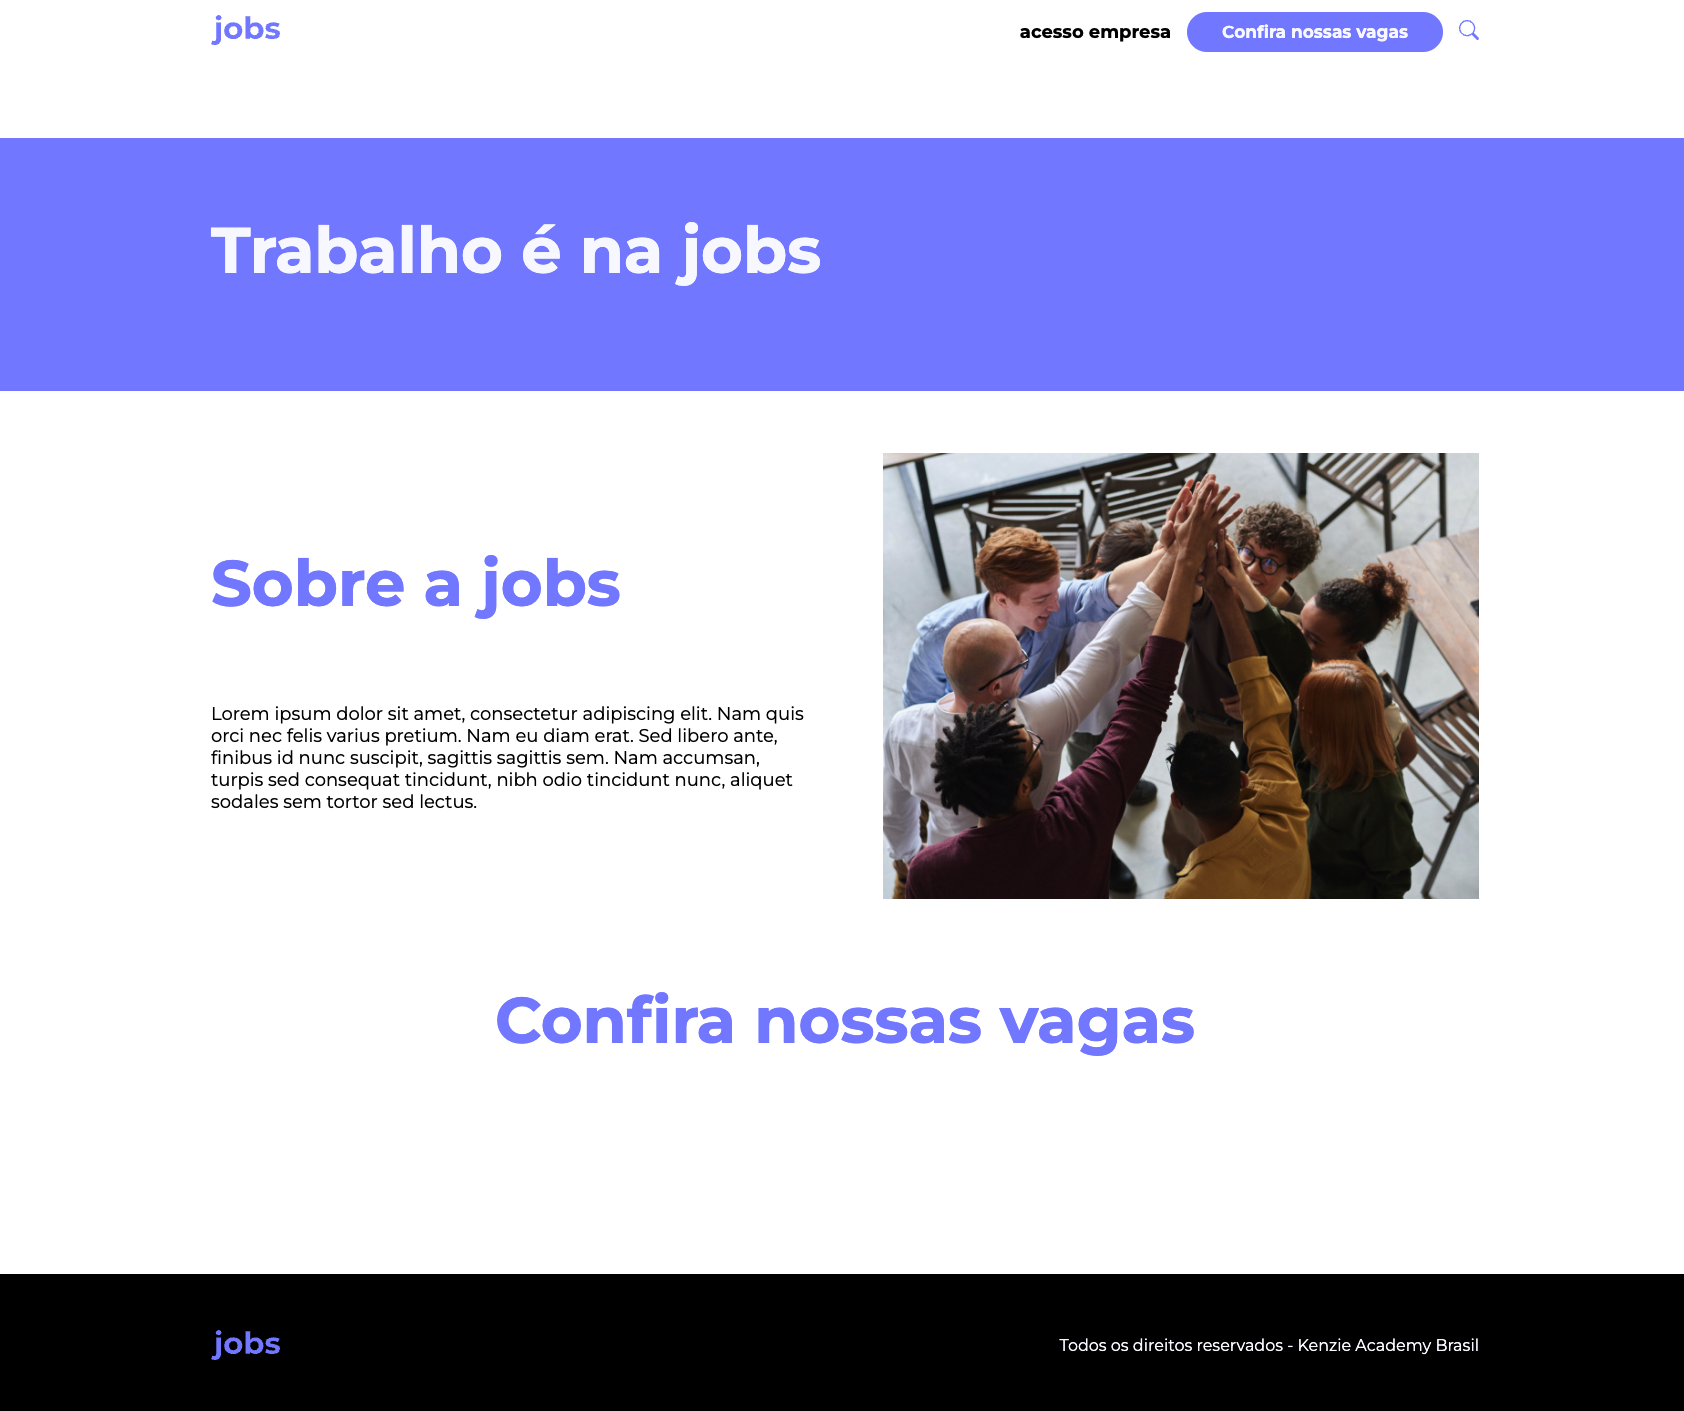 jobs
acesso empresa
Confira nossas vagas
Trabalho é na jobs
Sobre a jobs
Lorem ipsum dolor sit amet, consectetur adipiscing elit. Nam quis
orci nec felis varius pretium. Nam eu diam erat. Sed libero ante,
finibus id nunc suscipit, sagittis sagittis sem. Nam accumsan,
turpis sed consequat tincidunt, nibh odio tincidunt nunc, aliquet
sodales sem tortor sed lectus.
Confira nossas vagas
jobs
Todos os direitos reservados - Kenzie Academy Brasil